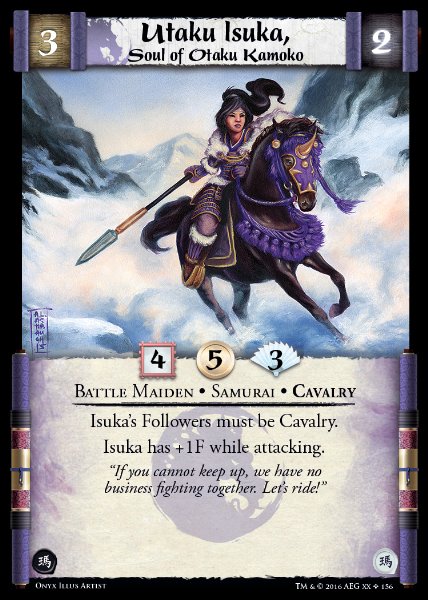 3
Utaku Isuka,
Soul of Otaku Kamoko
2
4 5 3
Battle Maiden • Samurai • Cavalry
Isuka's Followers must be Cavalry.
Isuka has +1F while attacking.
"If you cannot keep up, we have no
business fighting together. Let's ride!"
瑪 瑪
Onyx Illus Artist
TM & © 2016 AEG XX ❖ 156